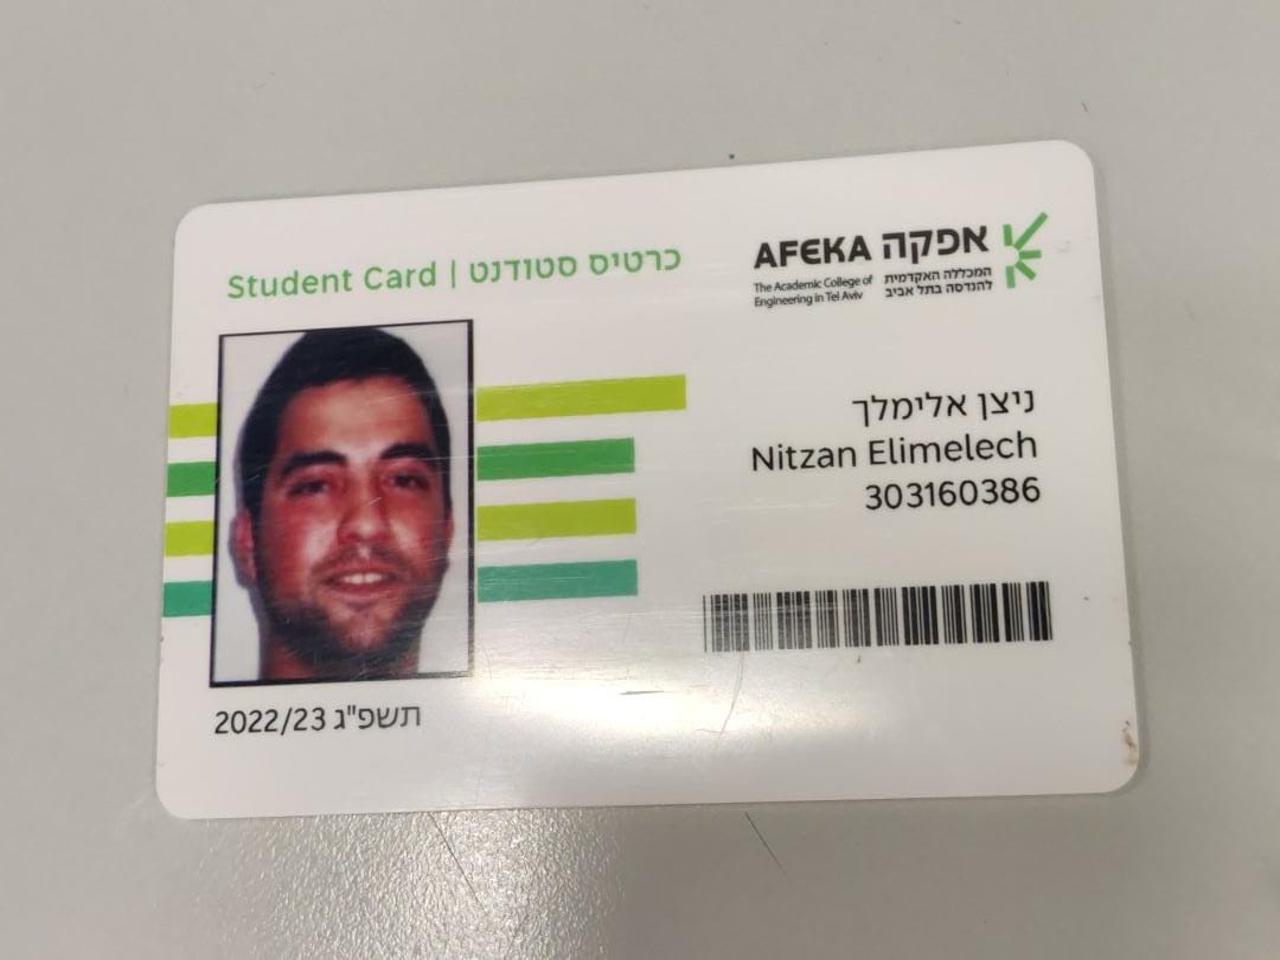 Student Card | כרטיס סטודנט
AFEKA אפקה
The Academic College of המכללה האקדמית
Engineering in Tel Aviv להנדסה בתל אביב
ניצן אלימלך
Nitzan Elimelech
303160386
2022/23 תשפ"ג